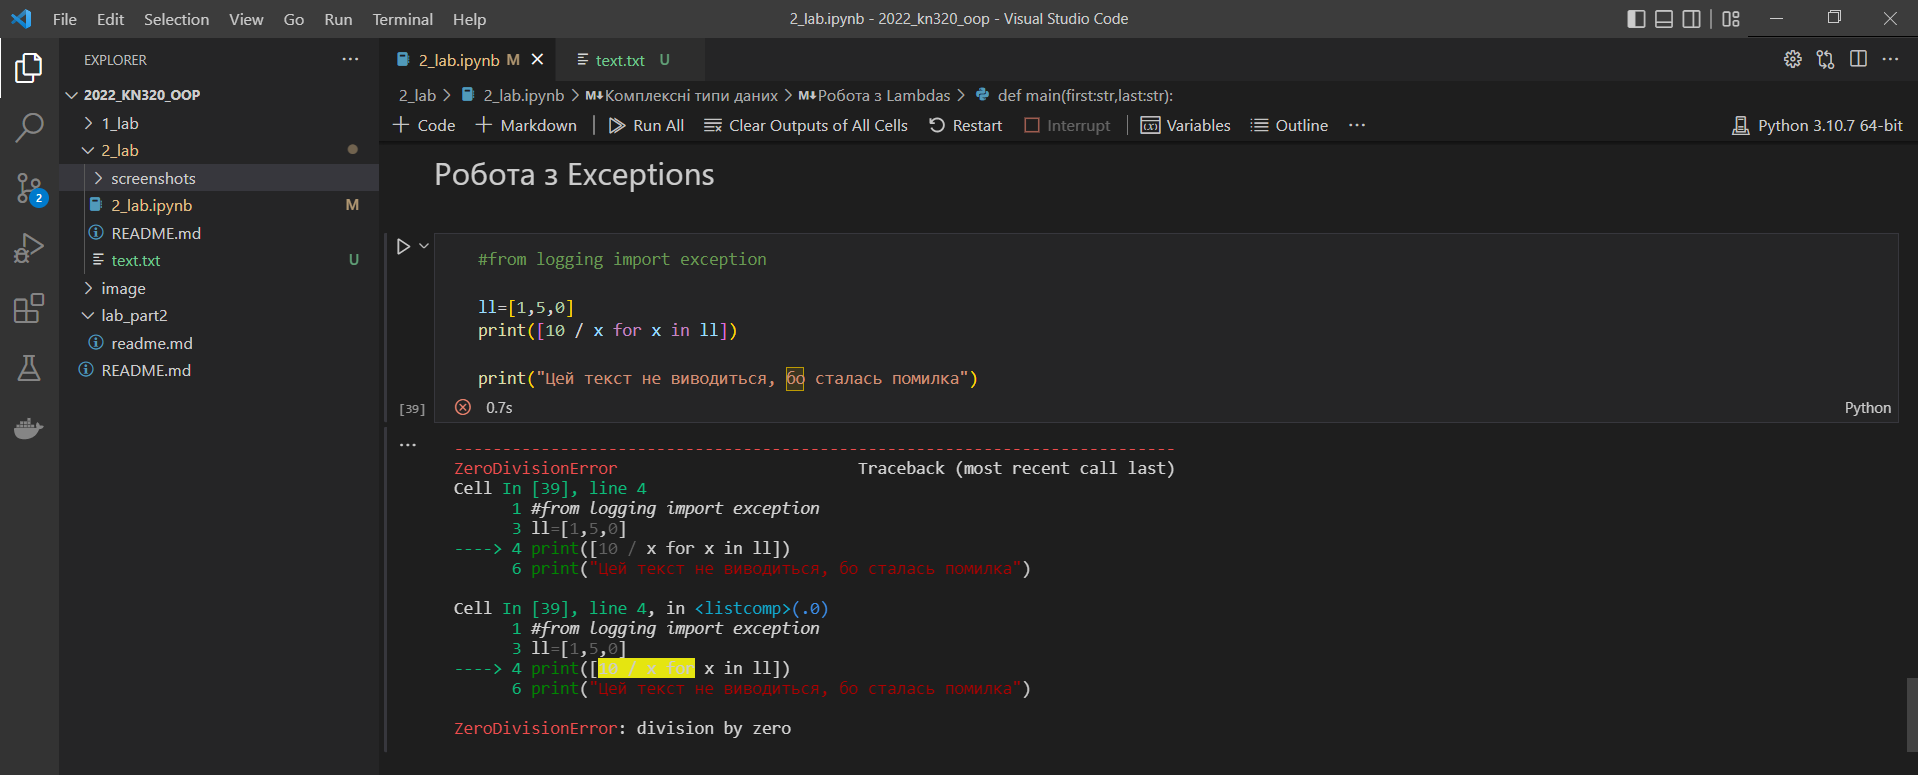 File Edit Selection View Go Run Terminal Help 2_lab.ipynb - 2022_kn320_oop - Visual Studio Code
EXPLORER
2022_KN320_OOP
1_lab
2_lab
screenshots
2_lab.ipynb M
README.md
text.txt U
image
lab_part2
readme.md
README.md
2
2_lab.ipynb M
text.txt U
2_lab > 2_lab.ipynb > M↓Комплексні типи даних > M↓Робота з Lambdas > def main(first:str,last:str):
+ Code + Markdown | Run All Clear Outputs of All Cells Restart Interrupt | Variables Outline ··· Python 3.10.7 64-bit
Робота з Exceptions
#from logging import exception
ll=[1,5,0]
print([10 / x for x in ll])
print("Цей текст не виводиться, бо сталась помилка")
[39] 0.7s Python
---------------------------------------------------------------------------
ZeroDivisionError Traceback (most recent call last)
Cell In [39], line 4
1 #from logging import exception
3 ll=[1,5,0]
----> 4 print([10 / x for x in ll])
6 print("Цей текст не виводиться, бо сталась помилка")
Cell In [39], line 4, in <listcomp>(.0)
1 #from logging import exception
3 ll=[1,5,0]
----> 4 print([10 / x for x in ll])
6 print("Цей текст не виводиться, бо сталась помилка")
ZeroDivisionError: division by zero